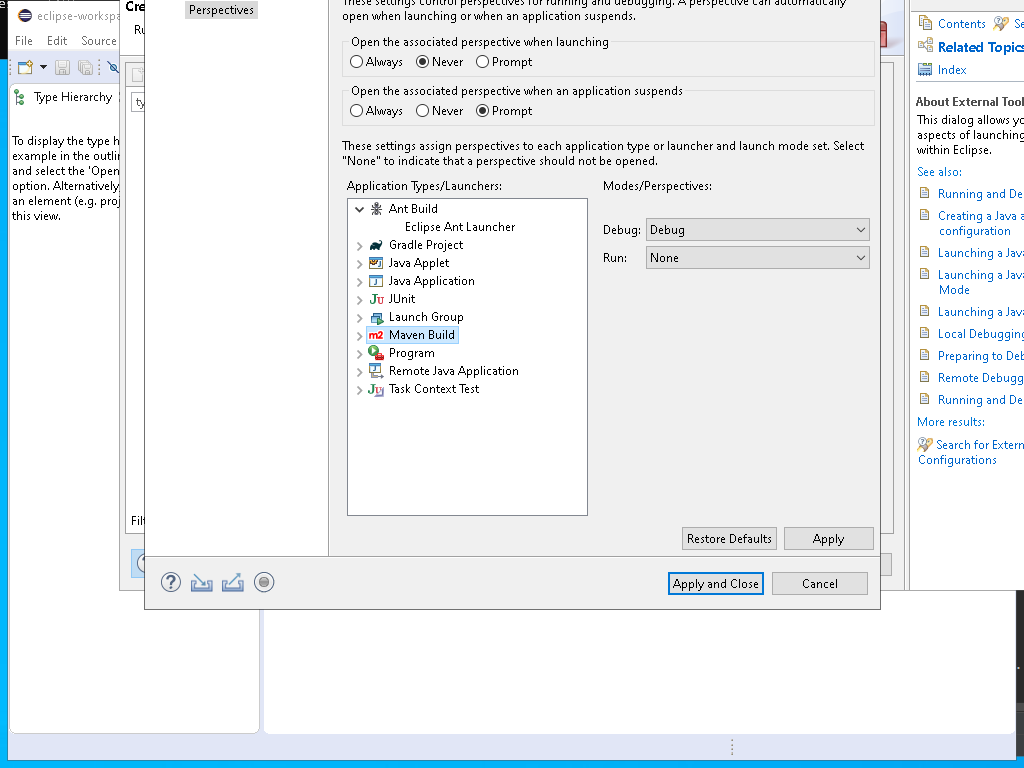 eclipse-workspa
File Edit Source
Type Hierarchy
To display the type h
example in the outlin
and select the 'Open
option. Alternatively
an element (e.g. proj
this view.
Cre
Ru
ty
Filt
Perspectives
These settings control perspectives for running and debugging. A perspective can automatically
open when launching or when an application suspends.
Open the associated perspective when launching
Always Never Prompt
Open the associated perspective when an application suspends
Always Never Prompt
These settings assign perspectives to each application type or launcher and launch mode set. Select
"None" to indicate that a perspective should not be opened.
Application Types/Launchers:
Ant Build
Eclipse Ant Launcher
Gradle Project
Java Applet
Java Application
JUnit
Launch Group
m2 Maven Build
Program
Remote Java Application
Task Context Test
Modes/Perspectives:
Debug: Debug
Run: None
Restore Defaults Apply
Apply and Close Cancel
Contents Se
Related Topics
Index
About External Tool
This dialog allows yo
aspects of launching
within Eclipse.
See also:
Running and De
Creating a Java a
configuration
Launching a Java
Launching a Java
Mode
Launching a Java
Local Debugging
Preparing to Deb
Remote Debugg
Running and De
More results:
Search for Extern
Configurations